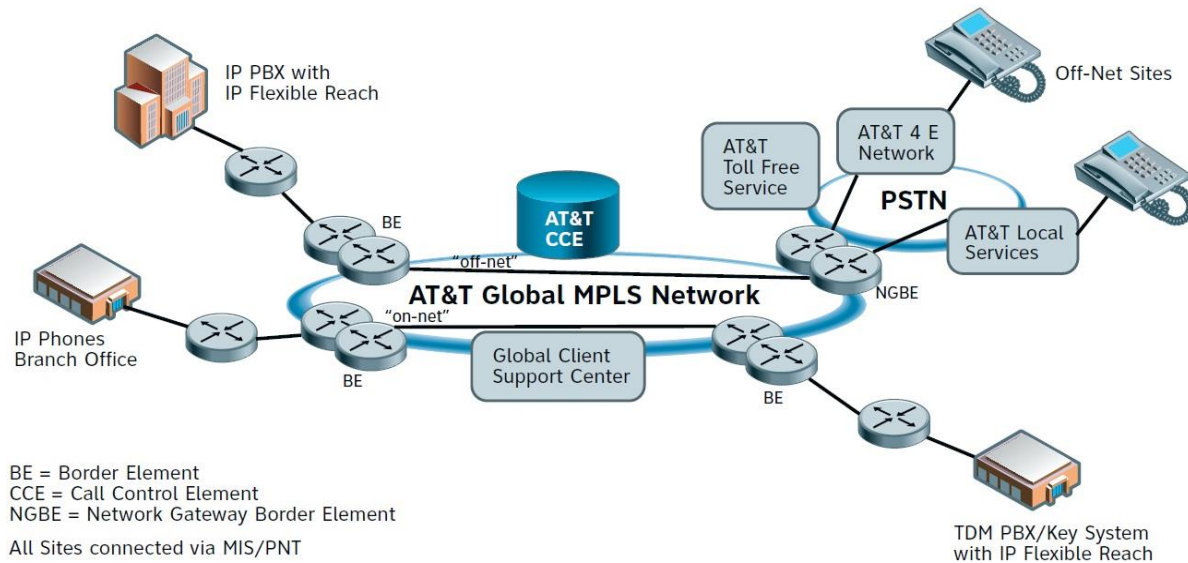 IP PBX with
IP Flexible Reach
Off-Net Sites
AT&T
Toll Free
Service
AT&T 4 E
Network
PSTN
AT&T Local
Services
BE
AT&T
CCE
"off-net"
NGBE
AT&T Global MPLS Network
"on-net"
IP Phones
Branch Office
BE
Global Client
Support Center
BE
BE = Border Element
CCE = Call Control Element
NGBE = Network Gateway Border Element
All Sites connected via MIS/PNT
TDM PBX/Key System
with IP Flexible Reach